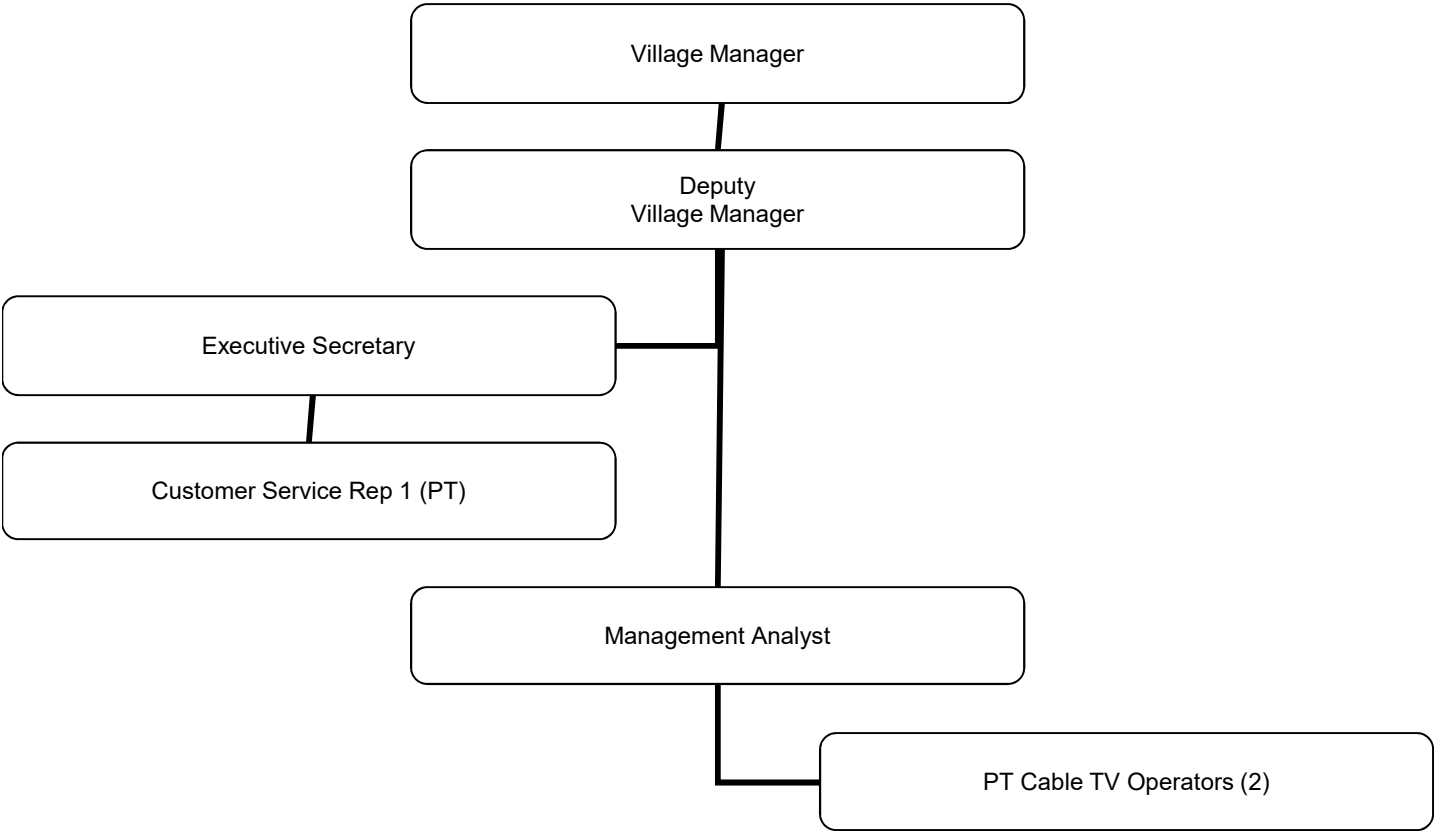 Village Manager
Deputy
Village Manager
Executive Secretary
Customer Service Rep 1 (PT)
Management Analyst
PT Cable TV Operators (2)